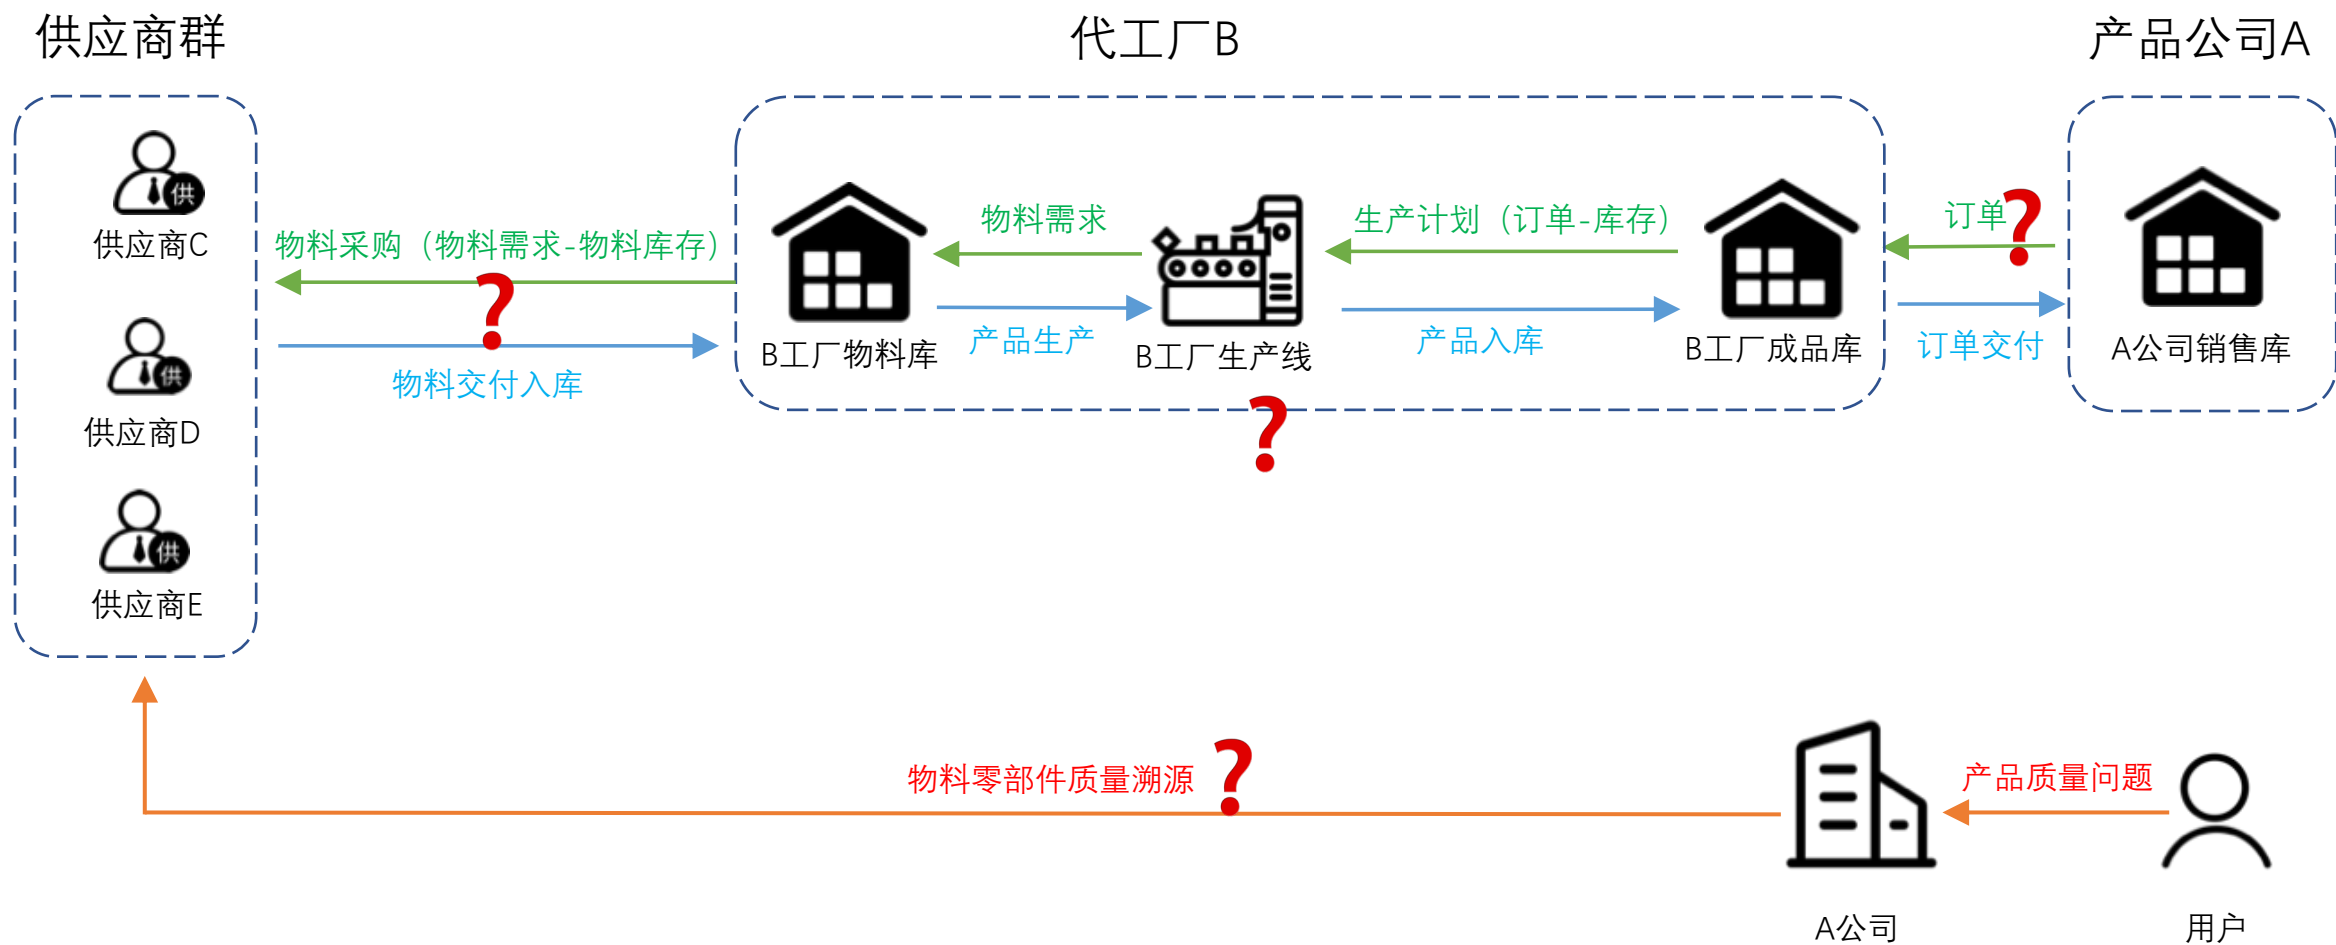 供应商群
代工厂B
产品公司A
供
供应商C
供
供应商D
供
供应商E
物料采购（物料需求-物料库存）
?
物料交付入库
物料需求
产品生产
生产计划（订单-库存）
产品入库
B工厂物料库
B工厂生产线
B工厂成品库
?
订单?
订单交付
A公司销售库
物料零部件质量溯源 ?
产品质量问题
A公司
用户